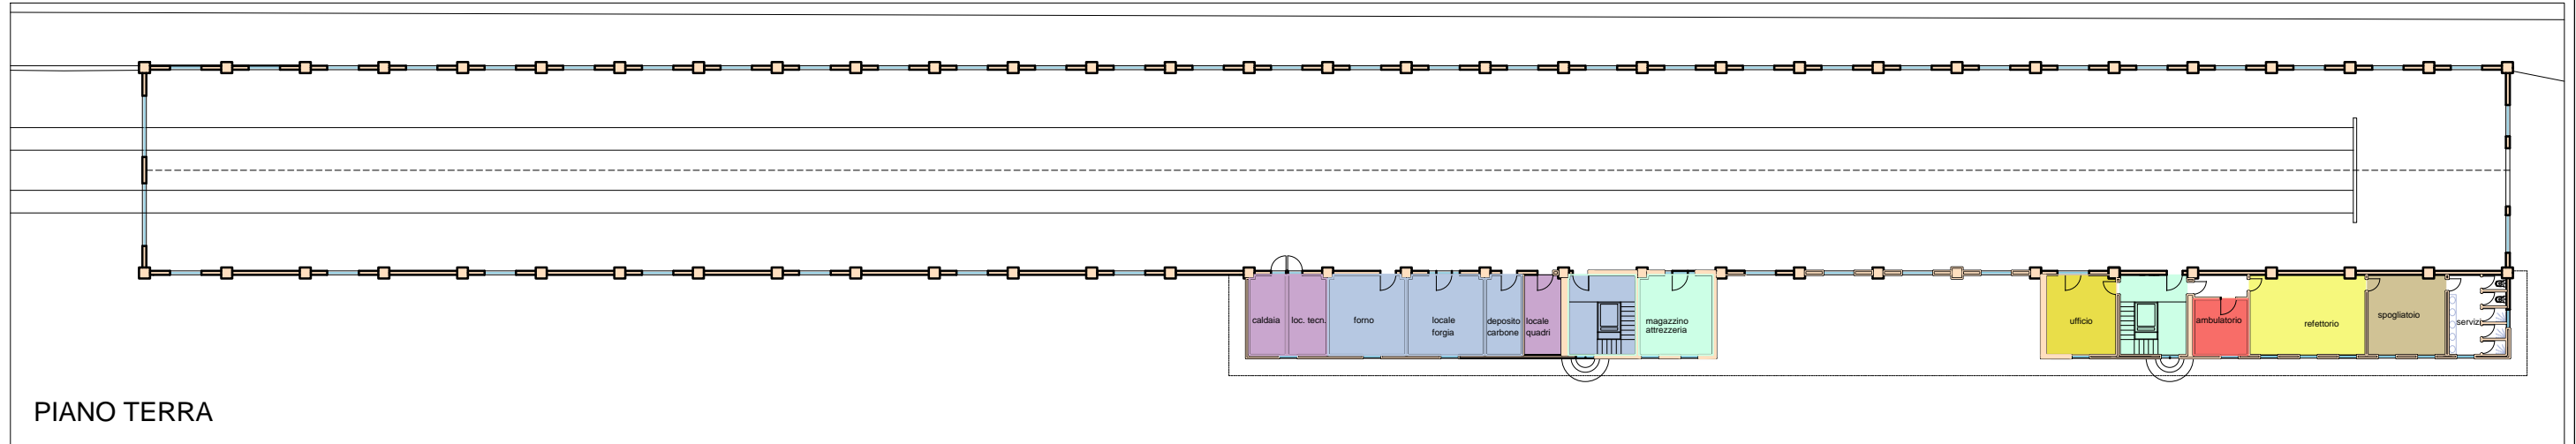 caldaia
loc. tecn.
forno
locale
forgia
deposito
carbone
locale
quadri
magazzino
attrezzeria
ufficio
ambulatorio
refettorio
spogliatoio
servizi
PIANO TERRA